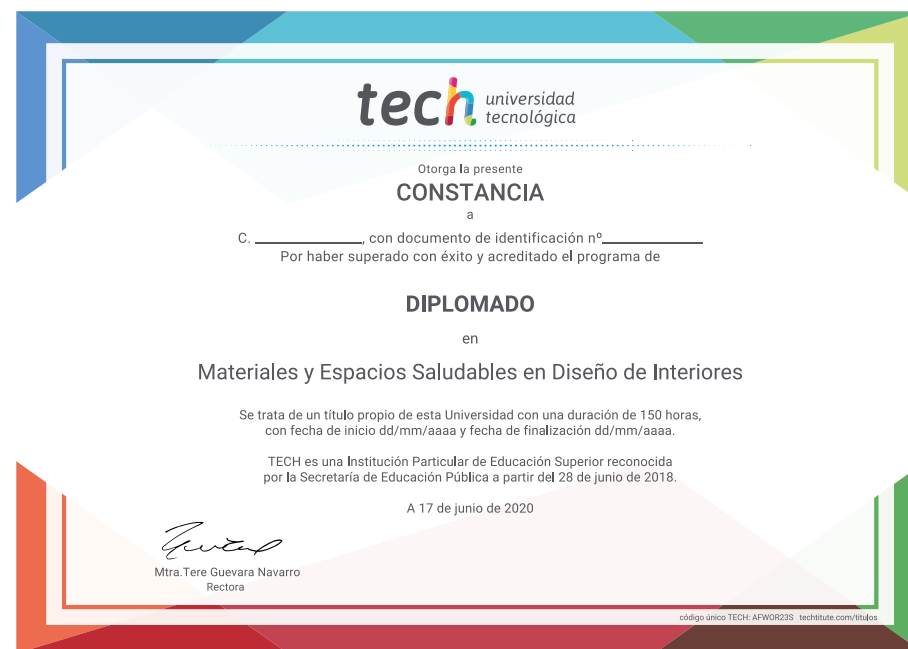 tech universidad
tecnológica
Otorga la presente
CONSTANCIA
a
C. ____________, con documento de identificación nº____________
Por haber superado con éxito y acreditado el programa de
DIPLOMADO
en
Materiales y Espacios Saludables en Diseño de Interiores
Se trata de un título propio de esta Universidad con una duración de 150 horas,
con fecha de inicio dd/mm/aaaa y fecha de finalización dd/mm/aaaa.
TECH es una Institución Particular de Educación Superior reconocida
por la Secretaría de Educación Pública a partir del 28 de junio de 2018.
A 17 de junio de 2020
Mtra.Tere Guevara Navarro
Rectora
código único TECH: AFWOR23S techtitute.com/titulos